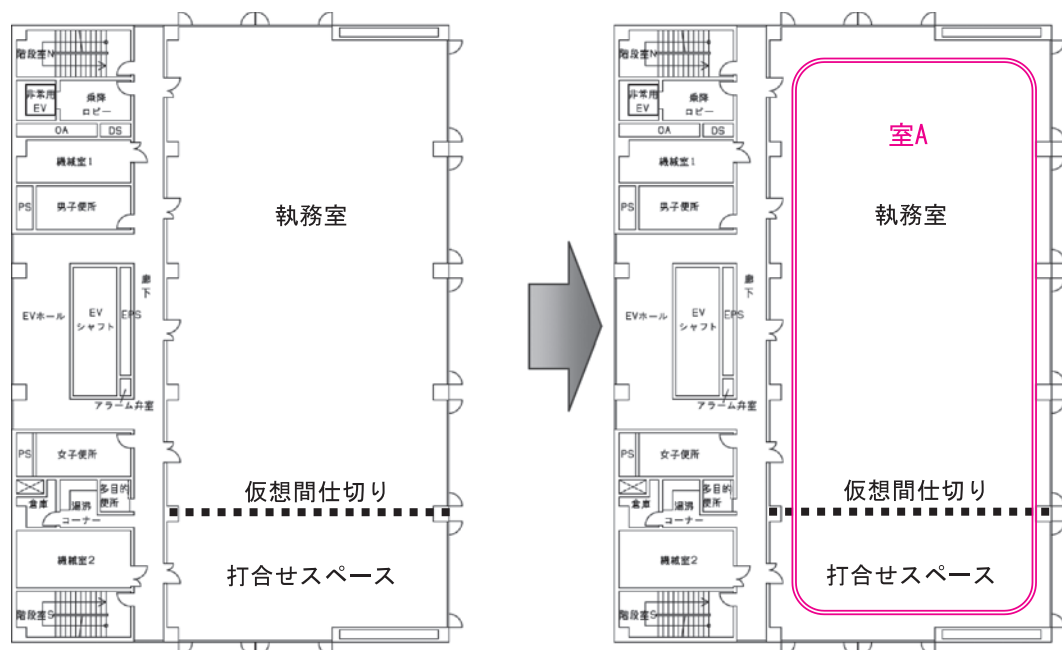 階段室N
非常用
EV
乗降
ロビー
OA
DS
機械室1
PS
男子便所
執務室
廊
下
EVホール
EV
シャフト
EPS
アラーム弁室
PS
女子便所
倉庫
湯沸
コーナー
多目的
便所
仮想間仕切り
機械室2
打合せスペース
階段室S
階段室N
非常用
EV
乗降
ロビー
OA
DS
室A
機械室1
PS
男子便所
執務室
廊
下
EVホール
EV
シャフト
EPS
アラーム弁室
PS
女子便所
倉庫
湯沸
コーナー
多目的
便所
仮想間仕切り
機械室2
打合せスペース
階段室S